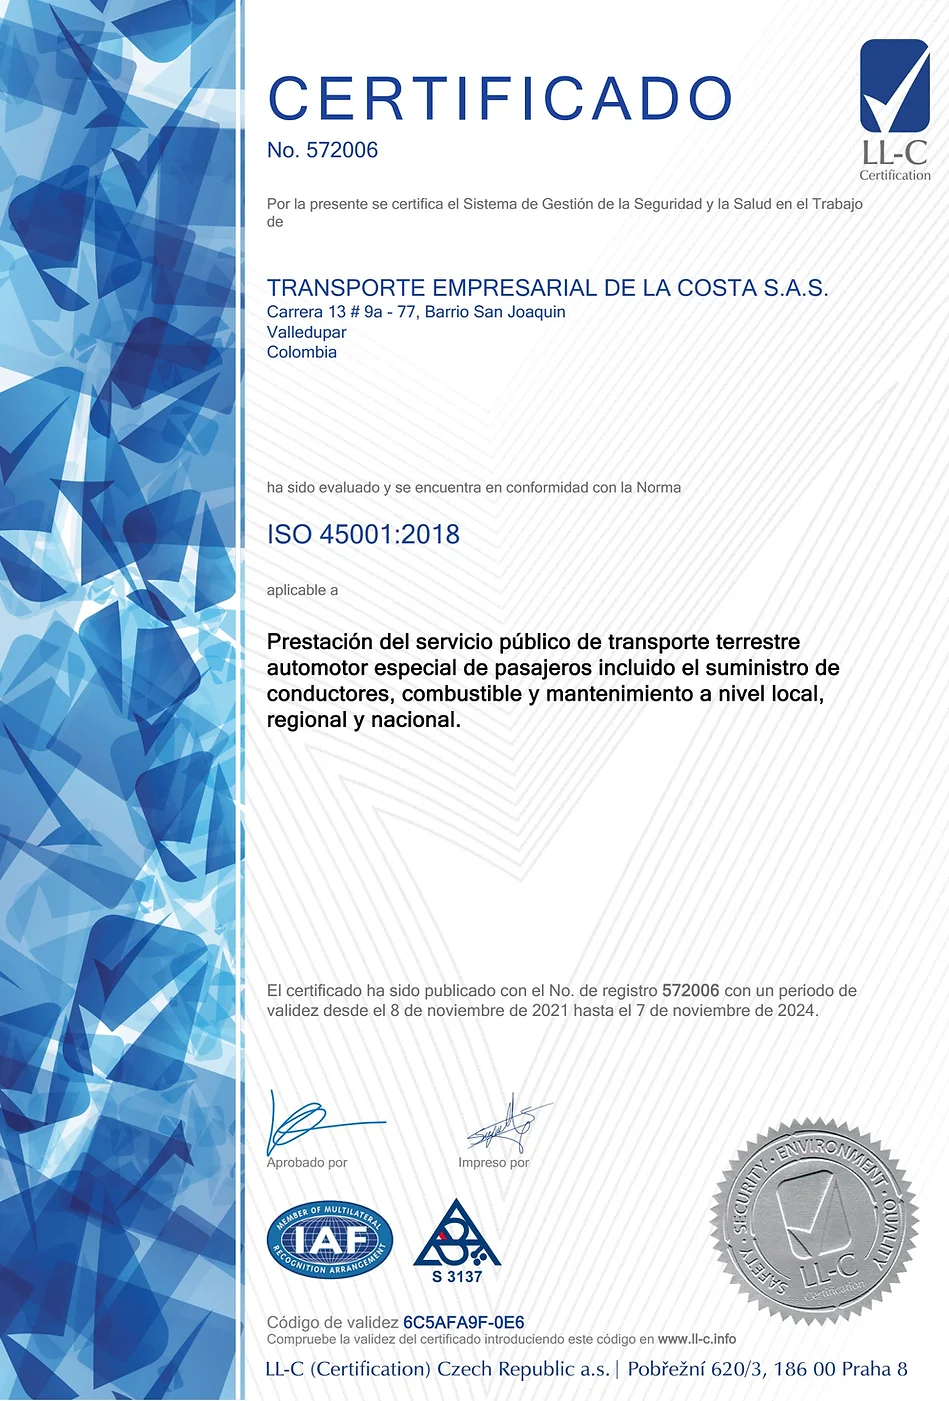 CERTIFICADO
No. 572006
LL-C
Certification
Por la presente se certifica el Sistema de Gestión de la Seguridad y la Salud en el Trabajo
de
TRANSPORTE EMPRESARIAL DE LA COSTA S.A.S.
Carrera 13 # 9a - 77, Barrio San Joaquin
Valledupar
Colombia
ha sido evaluado y se encuentra en conformidad con la Norma
ISO 45001:2018
aplicable a
Prestación del servicio público de transporte terrestre
automotor especial de pasajeros incluido el suministro de
conductores, combustible y mantenimiento a nivel local,
regional y nacional.
El certificado ha sido publicado con el No. de registro 572006 con un periodo de
validez desde el 8 de noviembre de 2021 hasta el 7 de noviembre de 2024.
Aprobado por
Impreso por
MEMBER OF MULTILATERAL
IAF
RECOGNITION ARRANGEMENT
S 3137
SAFETY · SECURITY · ENVIRONMENT · QUALITY
LL-C
Certification
Código de validez 6C5AFA9F-0E6
Compruebe la validez del certificado introduciendo este código en www.ll-c.info
LL-C (Certification) Czech Republic a.s. | Pobřežní 620/3, 186 00 Praha 8